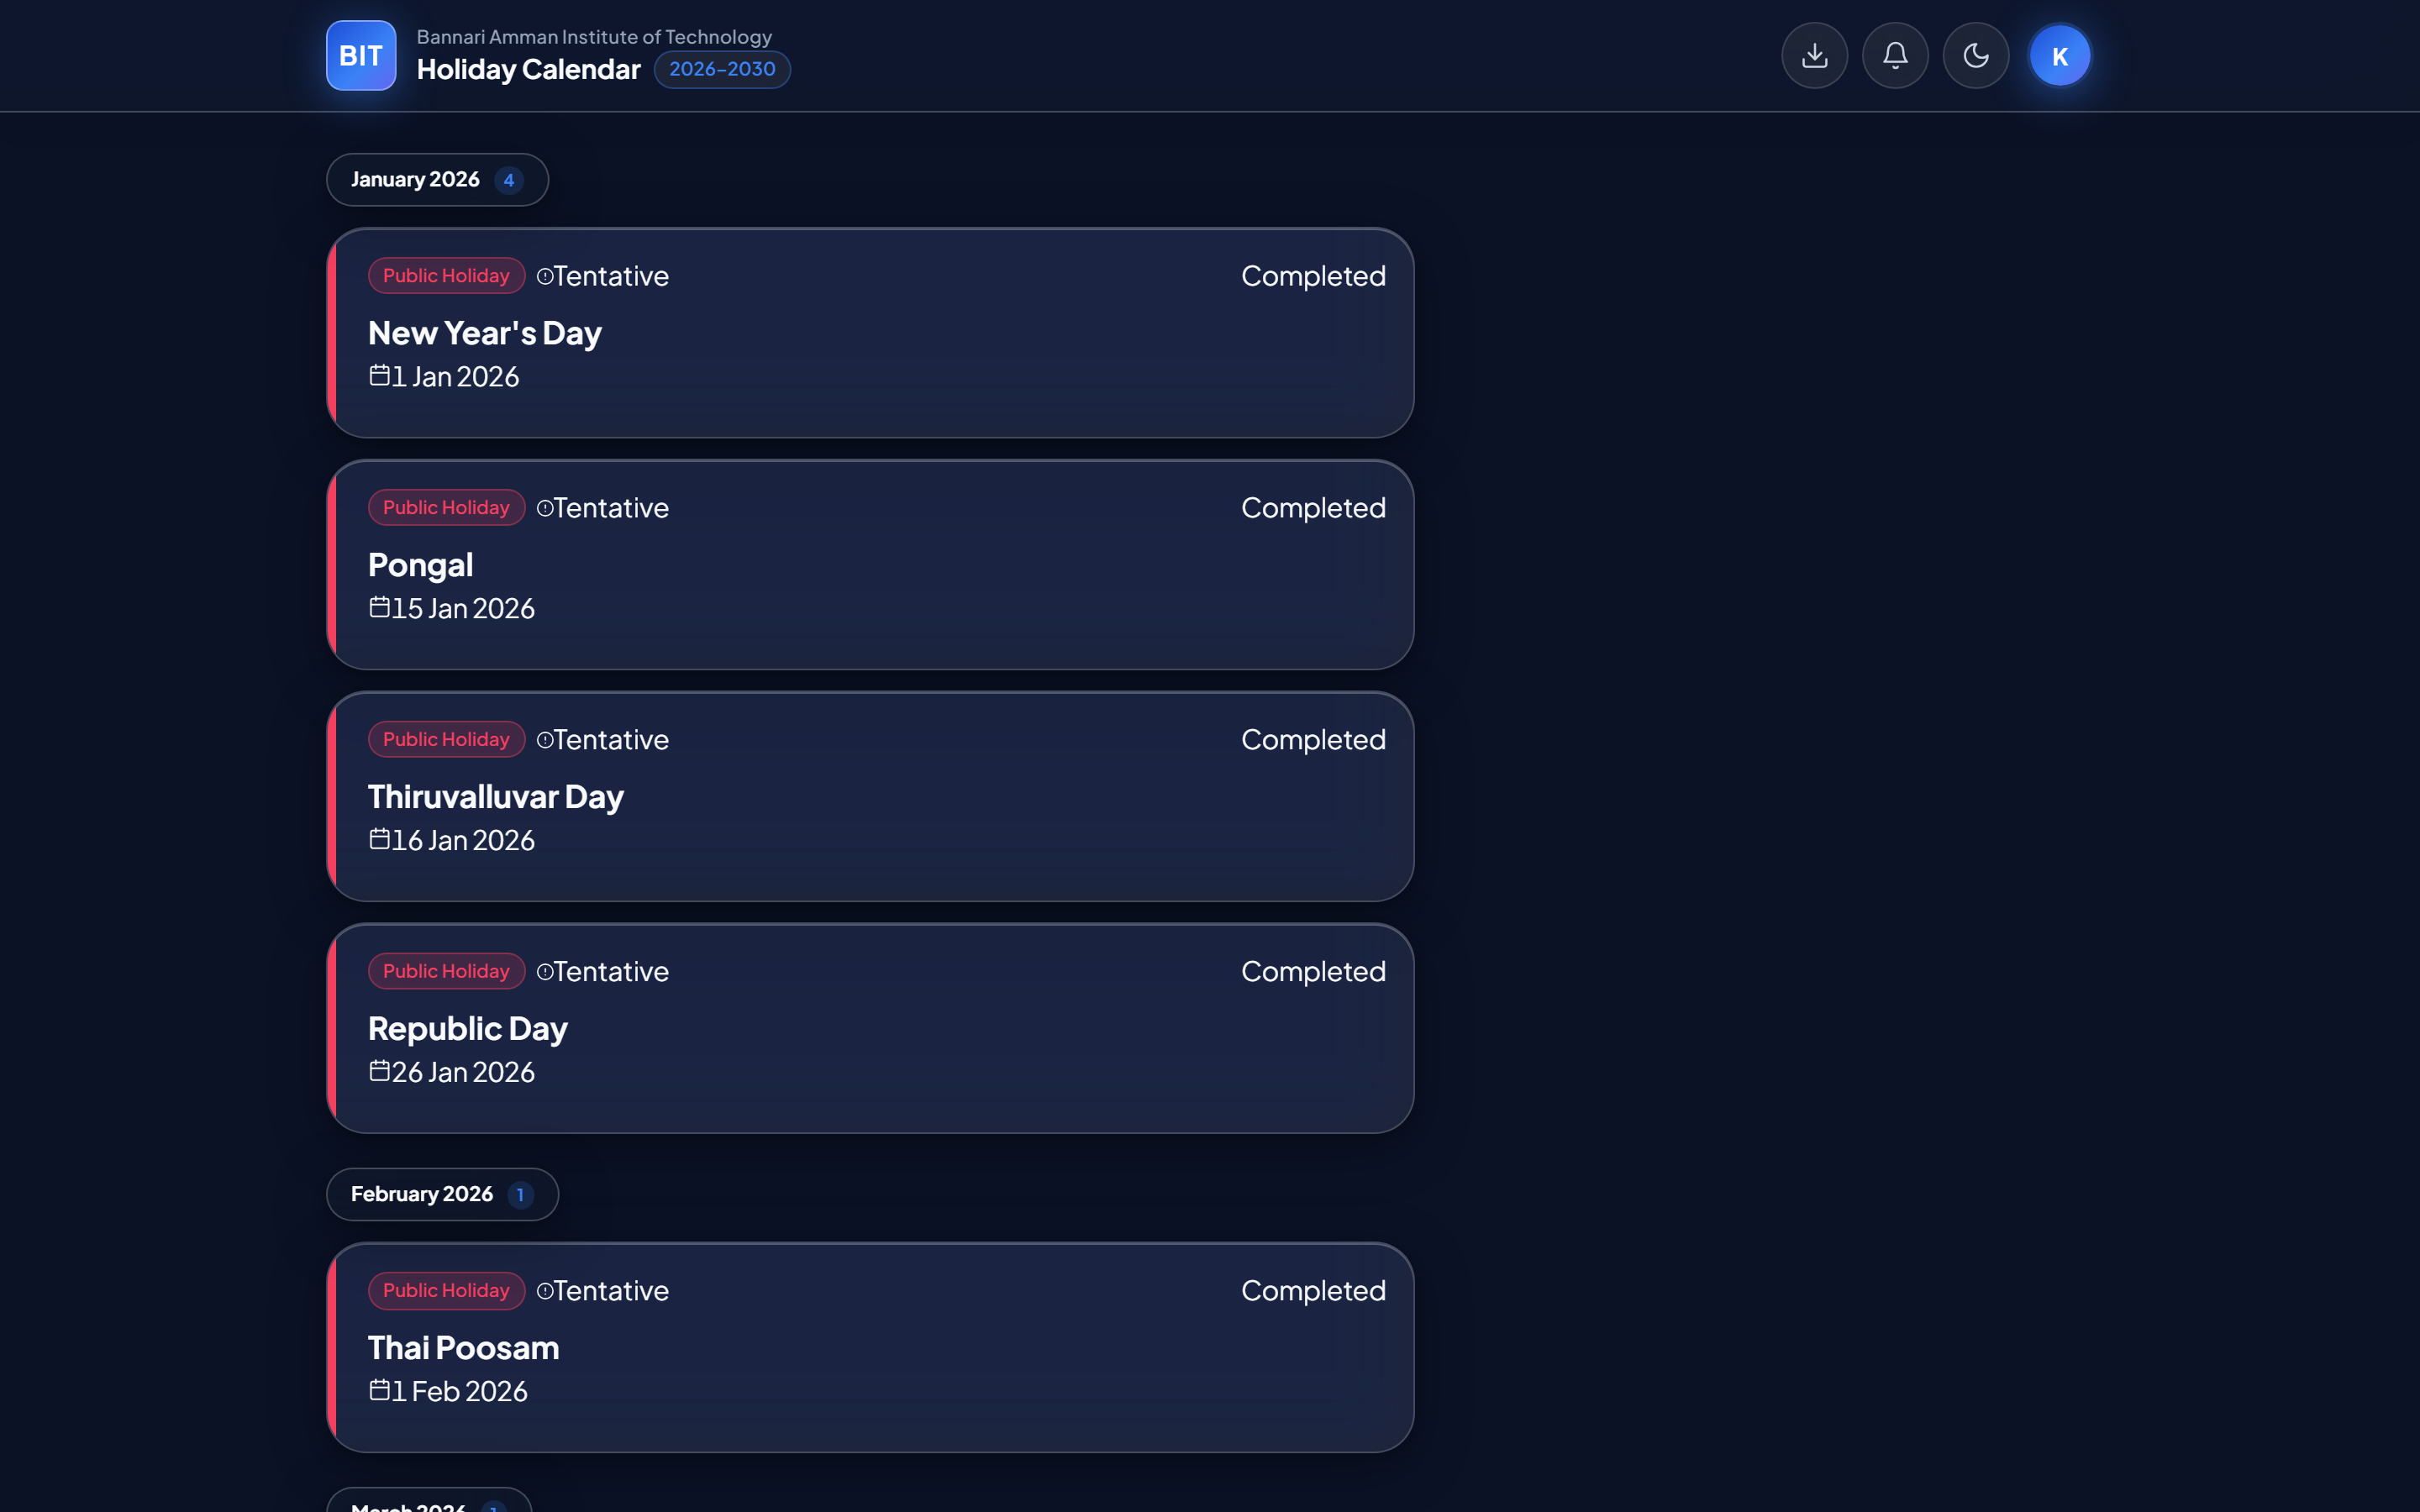 BIT
Bannari Amman Institute of Technology
Holiday Calendar 2026–2030
K
January 2026 4
Public Holiday Tentative Completed
New Year's Day
1 Jan 2026
Public Holiday Tentative Completed
Pongal
15 Jan 2026
Public Holiday Tentative Completed
Thiruvalluvar Day
16 Jan 2026
Public Holiday Tentative Completed
Republic Day
26 Jan 2026
February 2026 1
Public Holiday Tentative Completed
Thai Poosam
1 Feb 2026
March 2026 1